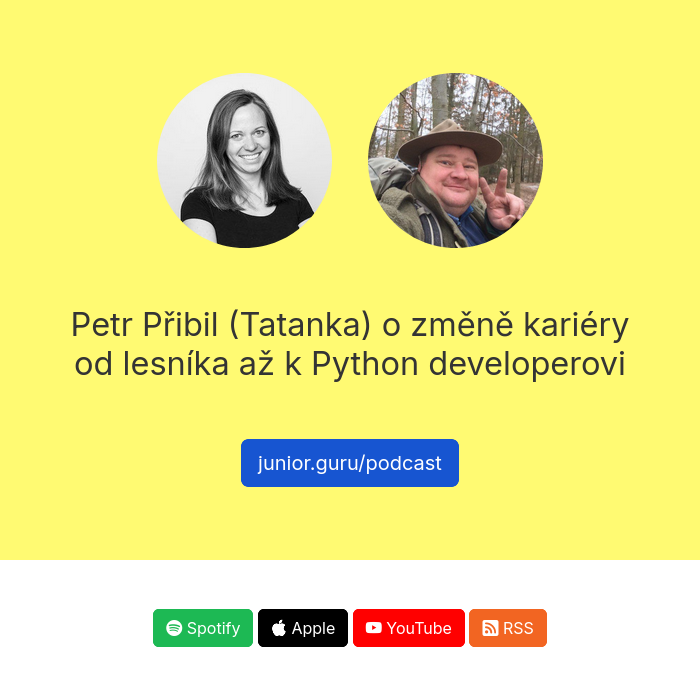 Petr Přibil (Tatanka) o změně kariéry
od lesníka až k Python developerovi
junior.guru/podcast
Spotify Apple YouTube RSS